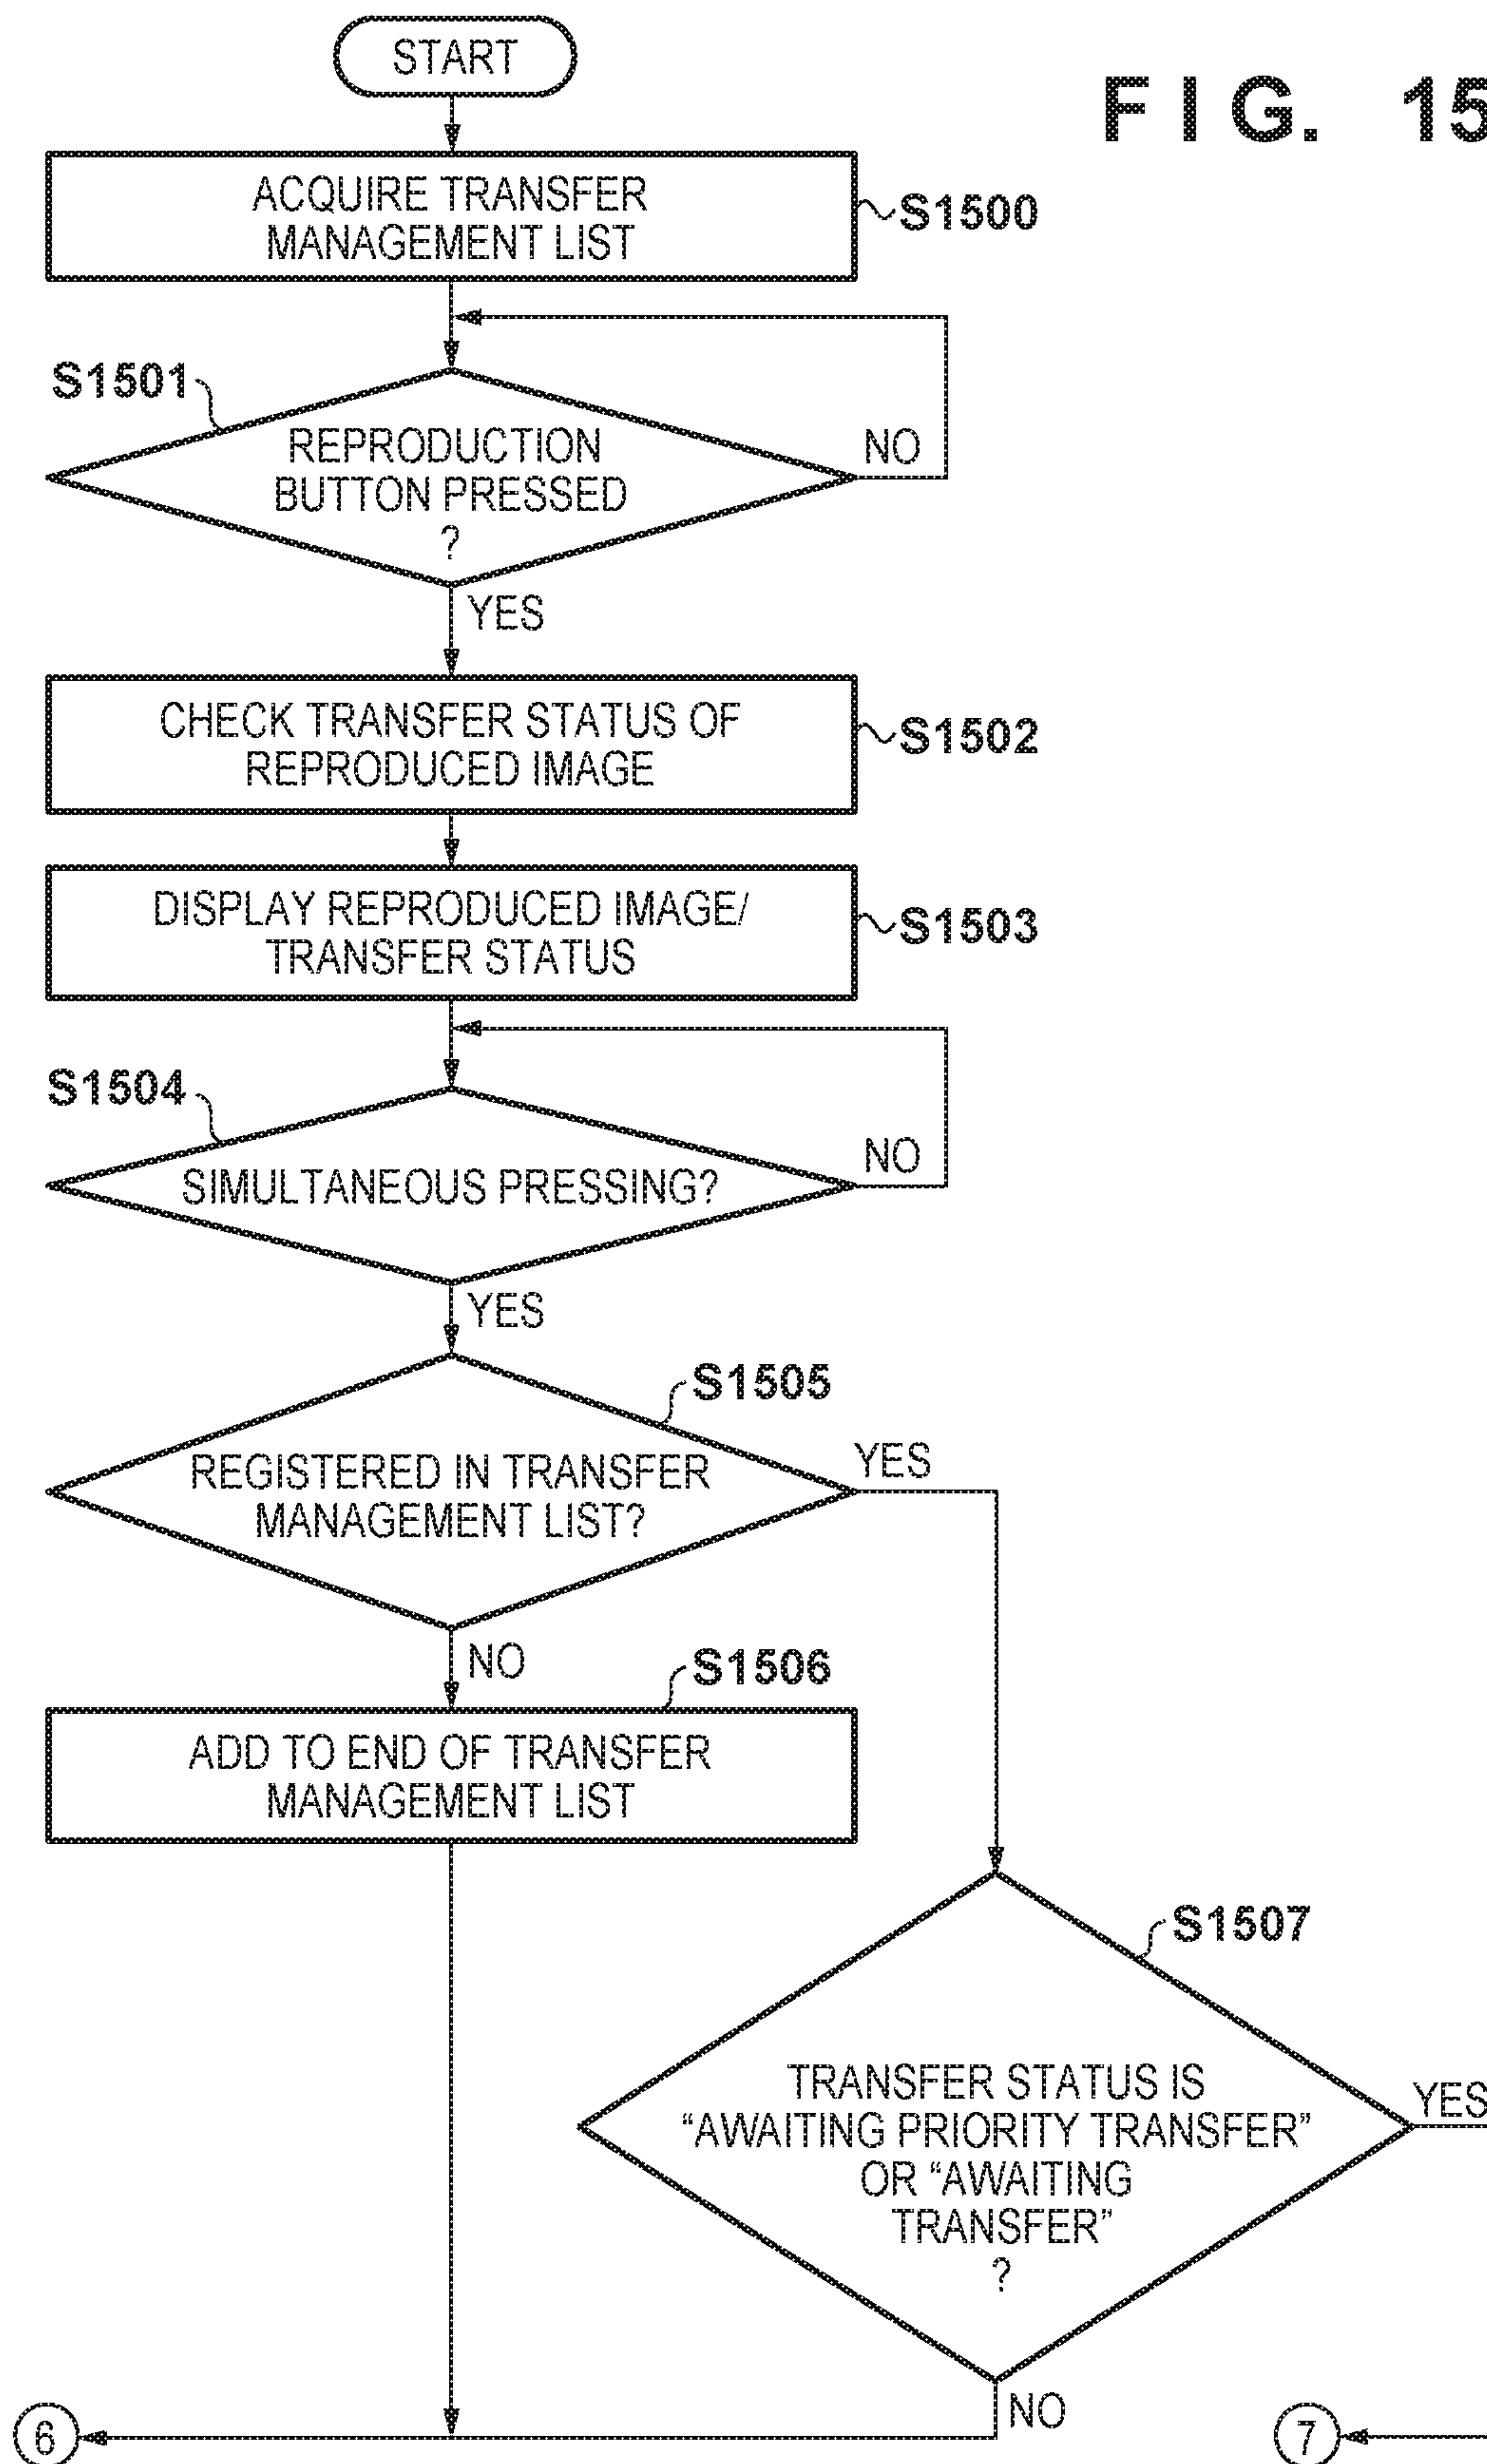 START
F I G. 15
ACQUIRE TRANSFER
MANAGEMENT LIST
S1500
S1501
REPRODUCTION
BUTTON PRESSED
?
NO
YES
CHECK TRANSFER STATUS OF
REPRODUCED IMAGE
S1502
DISPLAY REPRODUCED IMAGE/
TRANSFER STATUS
S1503
S1504
SIMULTANEOUS PRESSING?
NO
YES
S1505
REGISTERED IN TRANSFER
MANAGEMENT LIST?
YES
NO
S1506
ADD TO END OF TRANSFER
MANAGEMENT LIST
S1507
TRANSFER STATUS IS
“AWAITING PRIORITY TRANSFER”
OR “AWAITING
TRANSFER”
?
YES
NO
6
7